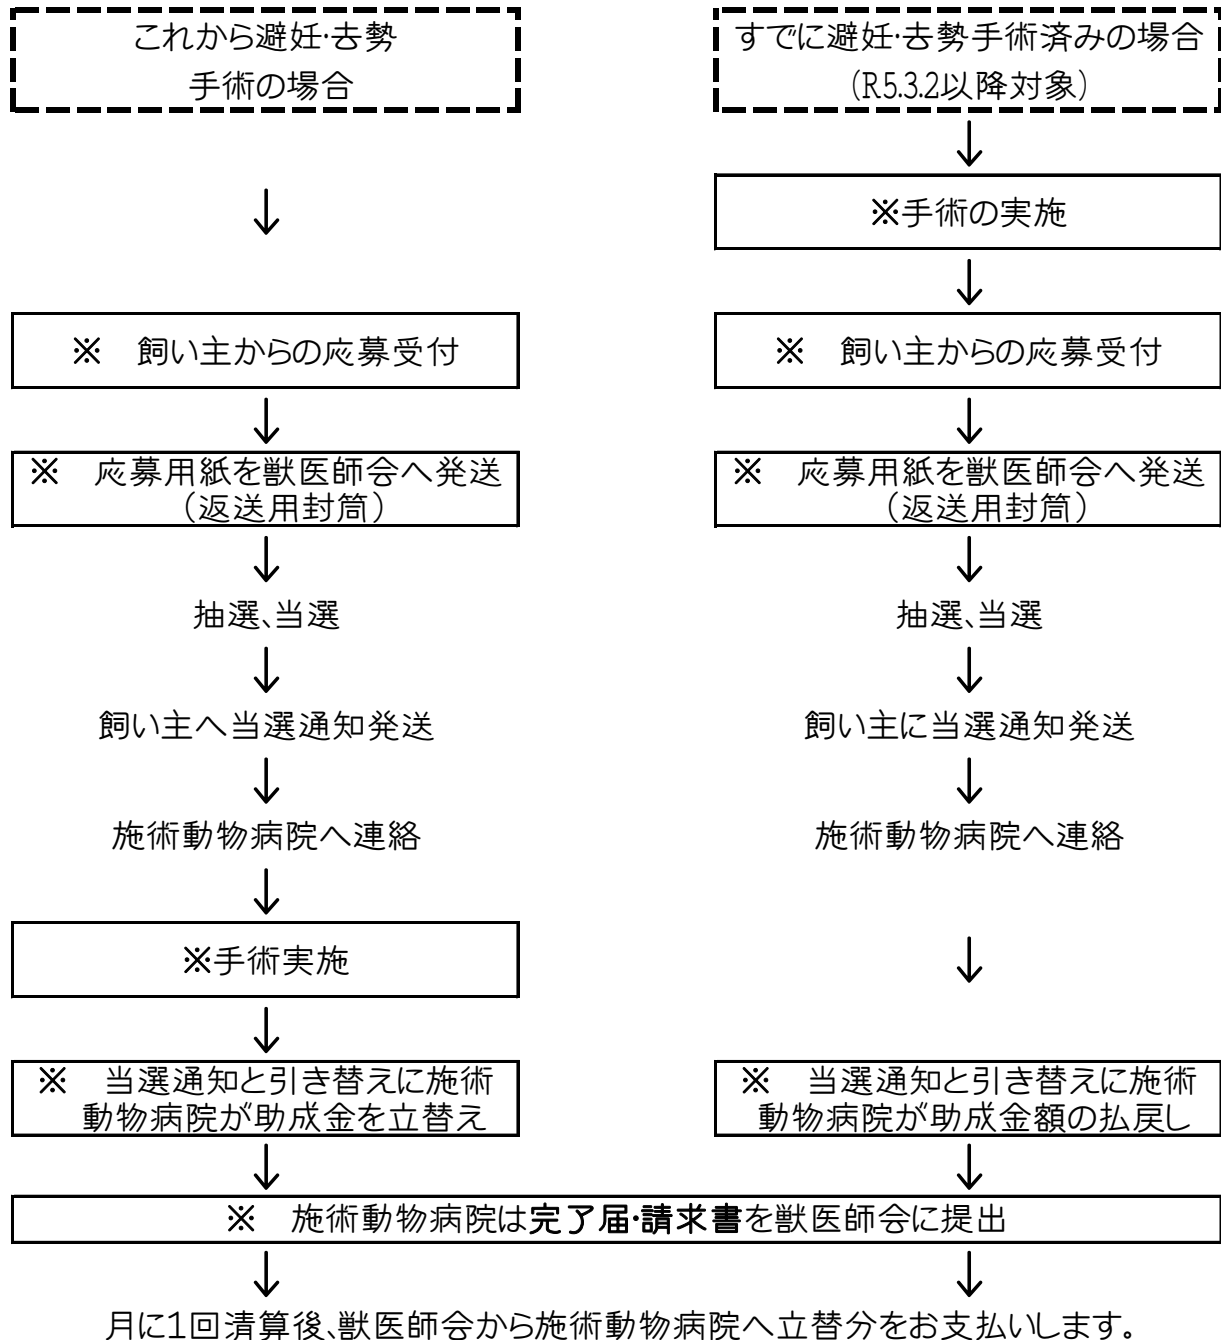 これから避妊・去勢
手術の場合
※　飼い主からの応募受付
※　応募用紙を獣医師会へ発送
（返送用封筒）
抽選、当選
飼い主へ当選通知発送
施術動物病院へ連絡
※手術実施
※　当選通知と引き替えに施術
動物病院が助成金を立替え
すでに避妊・去勢手術済みの場合
（R5.3.2以降対象）
※手術の実施
※　飼い主からの応募受付
※　応募用紙を獣医師会へ発送
（返送用封筒）
抽選、当選
飼い主に当選通知発送
施術動物病院へ連絡
※　当選通知と引き替えに施術
動物病院が助成金額の払戻し
※　施術動物病院は完了届・請求書を獣医師会に提出
月に1回清算後、獣医師会から施術動物病院へ立替分をお支払いします。